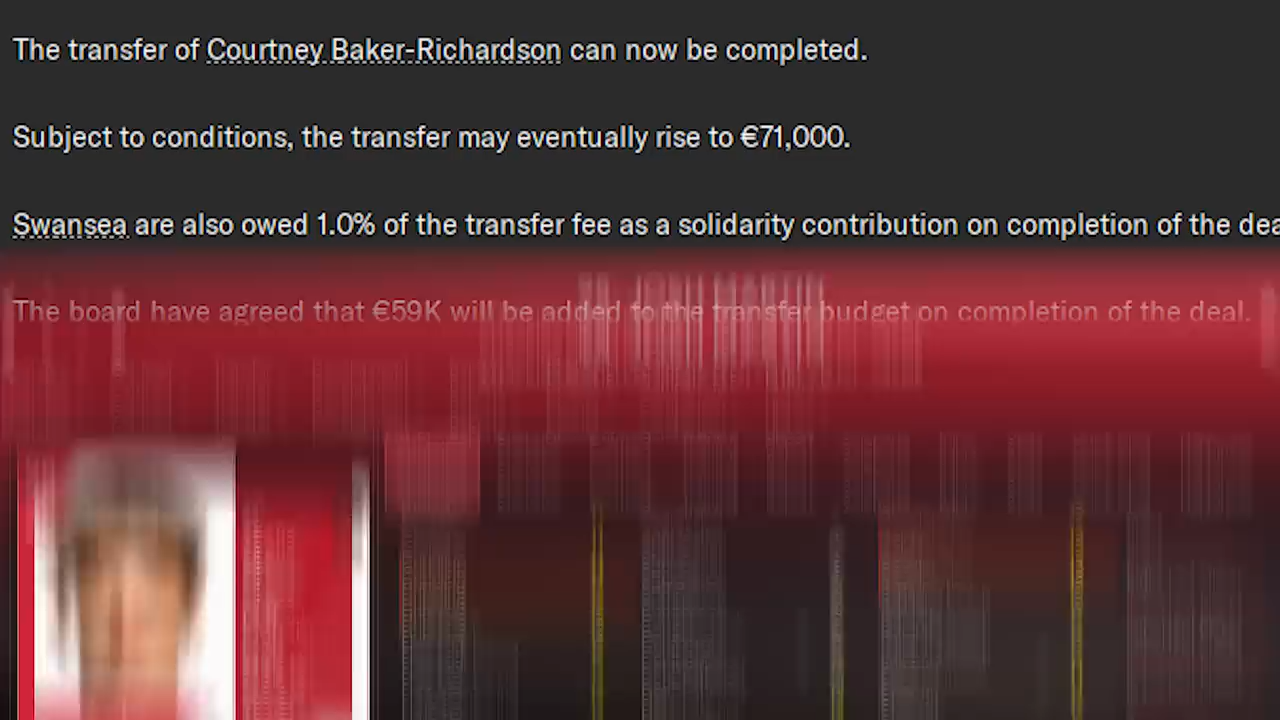 The transfer of Courtney Baker-Richardson can now be completed.
Subject to conditions, the transfer may eventually rise to €71,000.
Swansea are also owed 1.0% of the transfer fee as a solidarity contribution on completion of the dea
The board have agreed that €59K will be added to the transfer budget on completion of the deal.